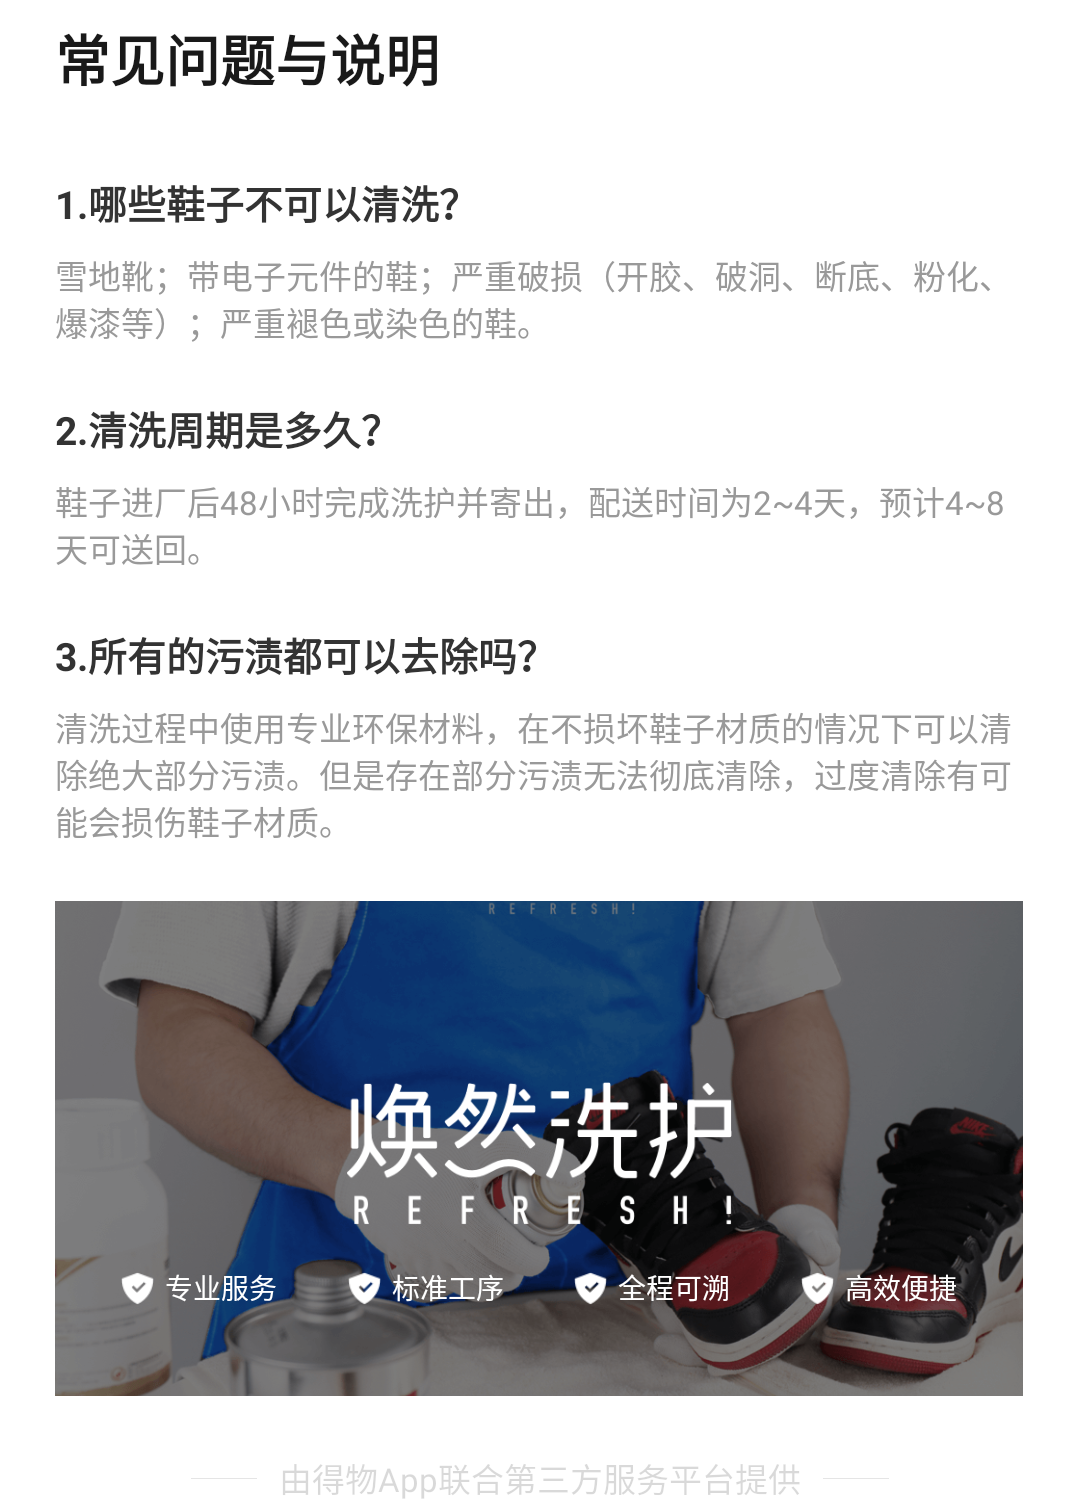 常见问题与说明
1.哪些鞋子不可以清洗？
雪地靴；带电子元件的鞋；严重破损（开胶、破洞、断底、粉化、
爆漆等）；严重褪色或染色的鞋。
2.清洗周期是多久？
鞋子进厂后48小时完成洗护并寄出，配送时间为2~4天，预计4~8
天可送回。
3.所有的污渍都可以去除吗？
清洗过程中使用专业环保材料，在不损坏鞋子材质的情况下可以清
除绝大部分污渍。但是存在部分污渍无法彻底清除，过度清除有可
能会损伤鞋子材质。
REFRESH!
焕然洗护
REFRESH!
NIKE
专业服务 标准工序 全程可溯 高效便捷
由得物App联合第三方服务平台提供